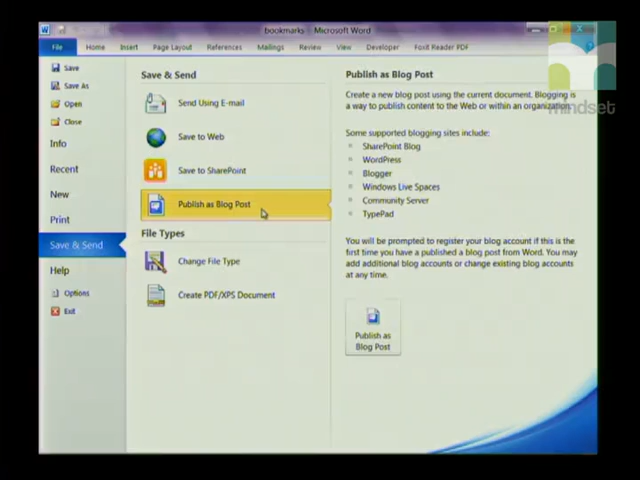 bookmarks - Microsoft Word
File Home Insert Page Layout References Mailings Review View Developer Foxit Reader PDF
mindset
Save
Save As
Open
Close
Info
Recent
New
Print
Save & Send
Help
Options
Exit
Save & Send
Send Using E-mail
Save to Web
Save to SharePoint
Publish as Blog Post
File Types
Change File Type
Create PDF/XPS Document
Publish as Blog Post
Create a new blog post using the current document. Blogging is
a way to publish content to the Web or within an organization.
Some supported blogging sites include:
SharePoint Blog
WordPress
Blogger
Windows Live Spaces
Community Server
TypePad
You will be prompted to register your blog account if this is the
first time you have a published a blog post from Word. You may
add additional blog accounts or change existing blog accounts
at any time.
Publish as
Blog Post